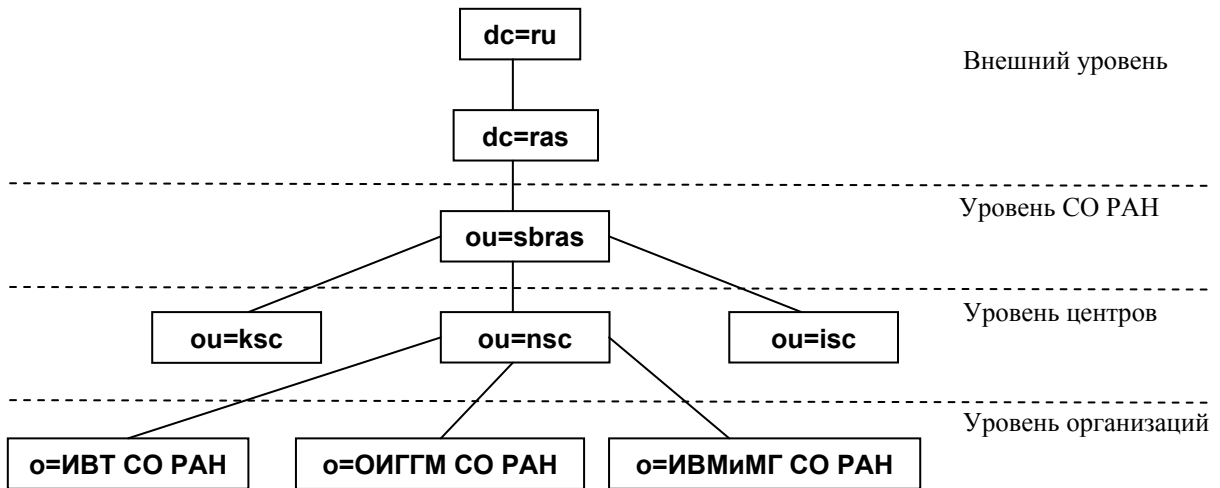 dc=ru
Внешний уровень
dc=ras
Уровень СО РАН
ou=sbras
Уровень центров
ou=ksc
ou=nsc
ou=isc
Уровень организаций
o=ИВТ СО РАН
o=ОИГГМ СО РАН
o=ИВМиМГ СО РАН